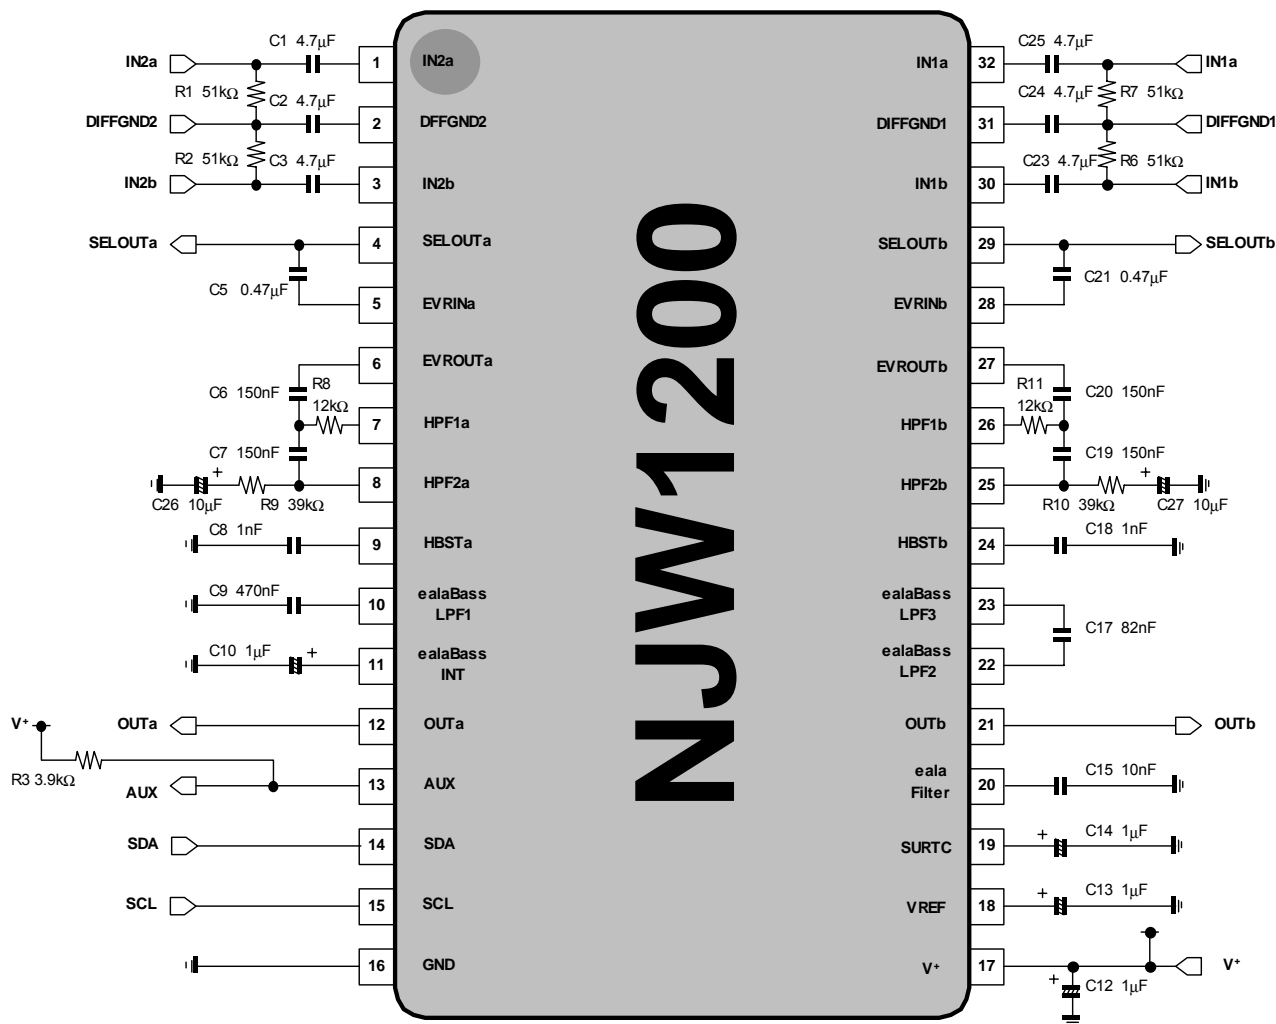 C1 4.7µF
C25 4.7µF
IN2a
1
IN2a
IN1a
32
IN1a
R1 51kΩ
C2 4.7µF
C24 4.7µF
R7 51kΩ
DIFFGND2
2
DFFGND2
DIFFGND1
31
DIFFGND1
R2 51kΩ
C3 4.7µF
C23 4.7µF
R6 51kΩ
IN2b
3
IN2b
IN1b
30
IN1b
SELOUTa
4
SELOUTa
SELOUTb
29
SELOUTb
C5 0.47µF
C21 0.47µF
5
EVRINa
EVRINb
28
6
EVROUTa
EVROUTb
27
C6 150nF
R8
12kΩ
R11
12kΩ
C20 150nF
7
HPF1a
HPF1b
26
C7 150nF
C19 150nF
+
+
8
HPF2a
HPF2b
25
C26 10µF
R9 39kΩ
R10 39kΩ
C27 10µF
C8 1nF
C18 1nF
9
HBSTa
HBSTb
24
C9 470nF
10
ealaBass
LPF1
ealaBass
LPF3
23
C17 82nF
C10 1µF
+
11
ealaBass
INT
ealaBass
LPF2
22
V+
OUTa
12
OUTa
OUTb
21
OUTb
R3 3.9kΩ
AUX
13
AUX
eala
Filter
20
C15 10nF
SDA
14
SDA
SURTC
19
+
C14 1µF
SCL
15
SCL
VREF
18
+
C13 1µF
16
GND
V+
17
V+
+
C12 1µF
NJW1200